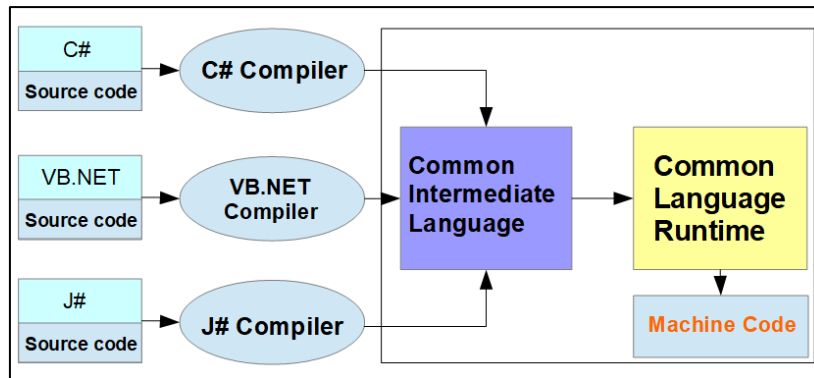 C#
Source code
C# Compiler
VB.NET
Source code
VB.NET
Compiler
J#
Source code
J# Compiler
Common
Intermediate
Language
Common
Language
Runtime
Machine Code